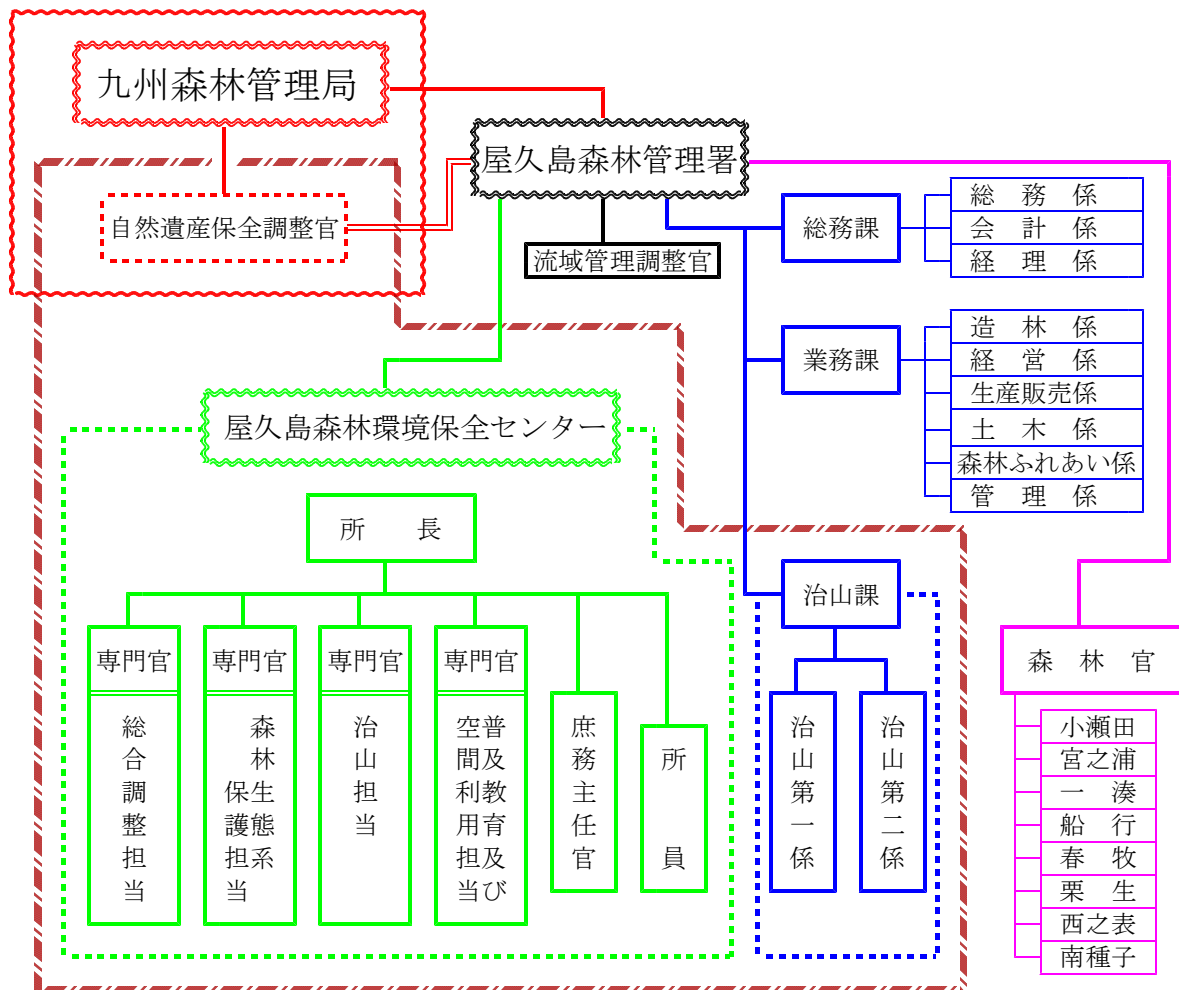 九州森林管理局
屋久島森林管理署
自然遺産保全調整官
流域管理調整官
総務課
総務係
会計係
経理係
業務課
造林係
経営係
生産販売係
土木係
森林ふれあい係
管理係
屋久島森林環境保全センター
所長
専門官
総合調整担当
専門官
森林生態系
保護担当
専門官
治山担当
専門官
普及教育及び
空間利用担当
庶務主任官
所員
治山課
治山第一係
治山第二係
森林官
小瀬田
宮之浦
一湊
船行
春牧
栗生
西之表
南種子